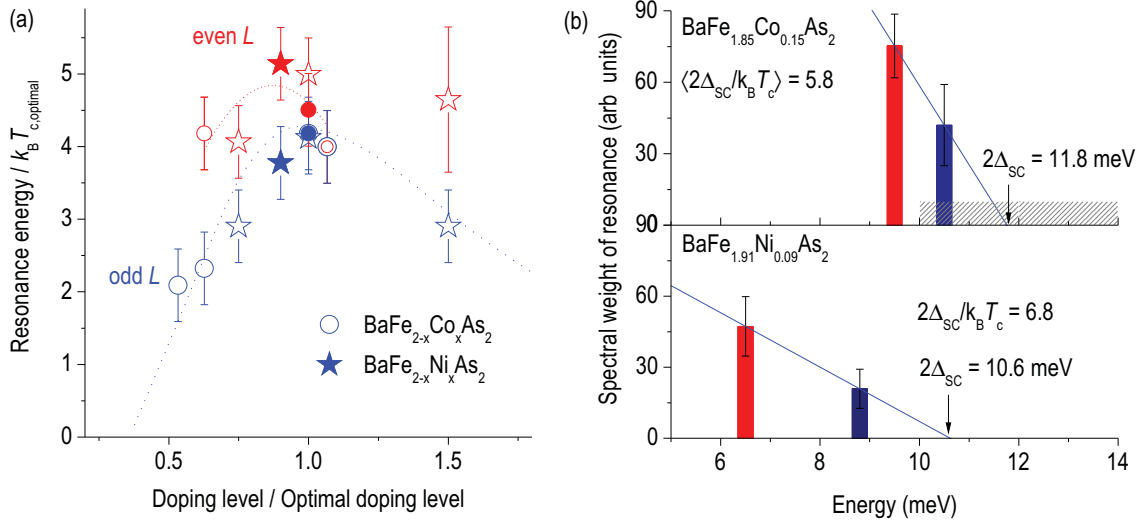 (a)
even L
odd L
BaFe2-xCoxAs2
BaFe2-xNixAs2
5
4
3
2
1
0
0.5
1.0
1.5
Resonance energy / kBTc,optimal
Doping level / Optimal doping level
(b)
BaFe1.85Co0.15As2
⟨2ΔSC/kBTc⟩ = 5.8
2ΔSC = 11.8 meV
90
60
30
90
BaFe1.91Ni0.09As2
2ΔSC/kBTc = 6.8
2ΔSC = 10.6 meV
60
30
0
6
8
10
12
14
Spectral weight of resonance (arb units)
Energy (meV)